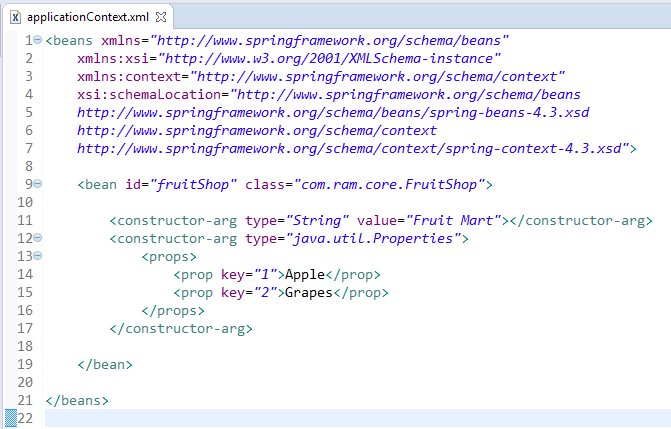 applicationContext.xml
1 <beans xmlns="http://www.springframework.org/schema/beans"
2 xmlns:xsi="http://www.w3.org/2001/XMLSchema-instance"
3 xmlns:context="http://www.springframework.org/schema/context"
4 xsi:schemaLocation="http://www.springframework.org/schema/beans
5 http://www.springframework.org/schema/beans/spring-beans-4.3.xsd
6 http://www.springframework.org/schema/context
7 http://www.springframework.org/schema/context/spring-context-4.3.xsd">
8
9 <bean id="fruitShop" class="com.ram.core.FruitShop">
10
11 <constructor-arg type="String" value="Fruit Mart"></constructor-arg>
12 <constructor-arg type="java.util.Properties">
13 <props>
14 <prop key="1">Apple</prop>
15 <prop key="2">Grapes</prop>
16 </props>
17 </constructor-arg>
18
19 </bean>
20
21 </beans>
22